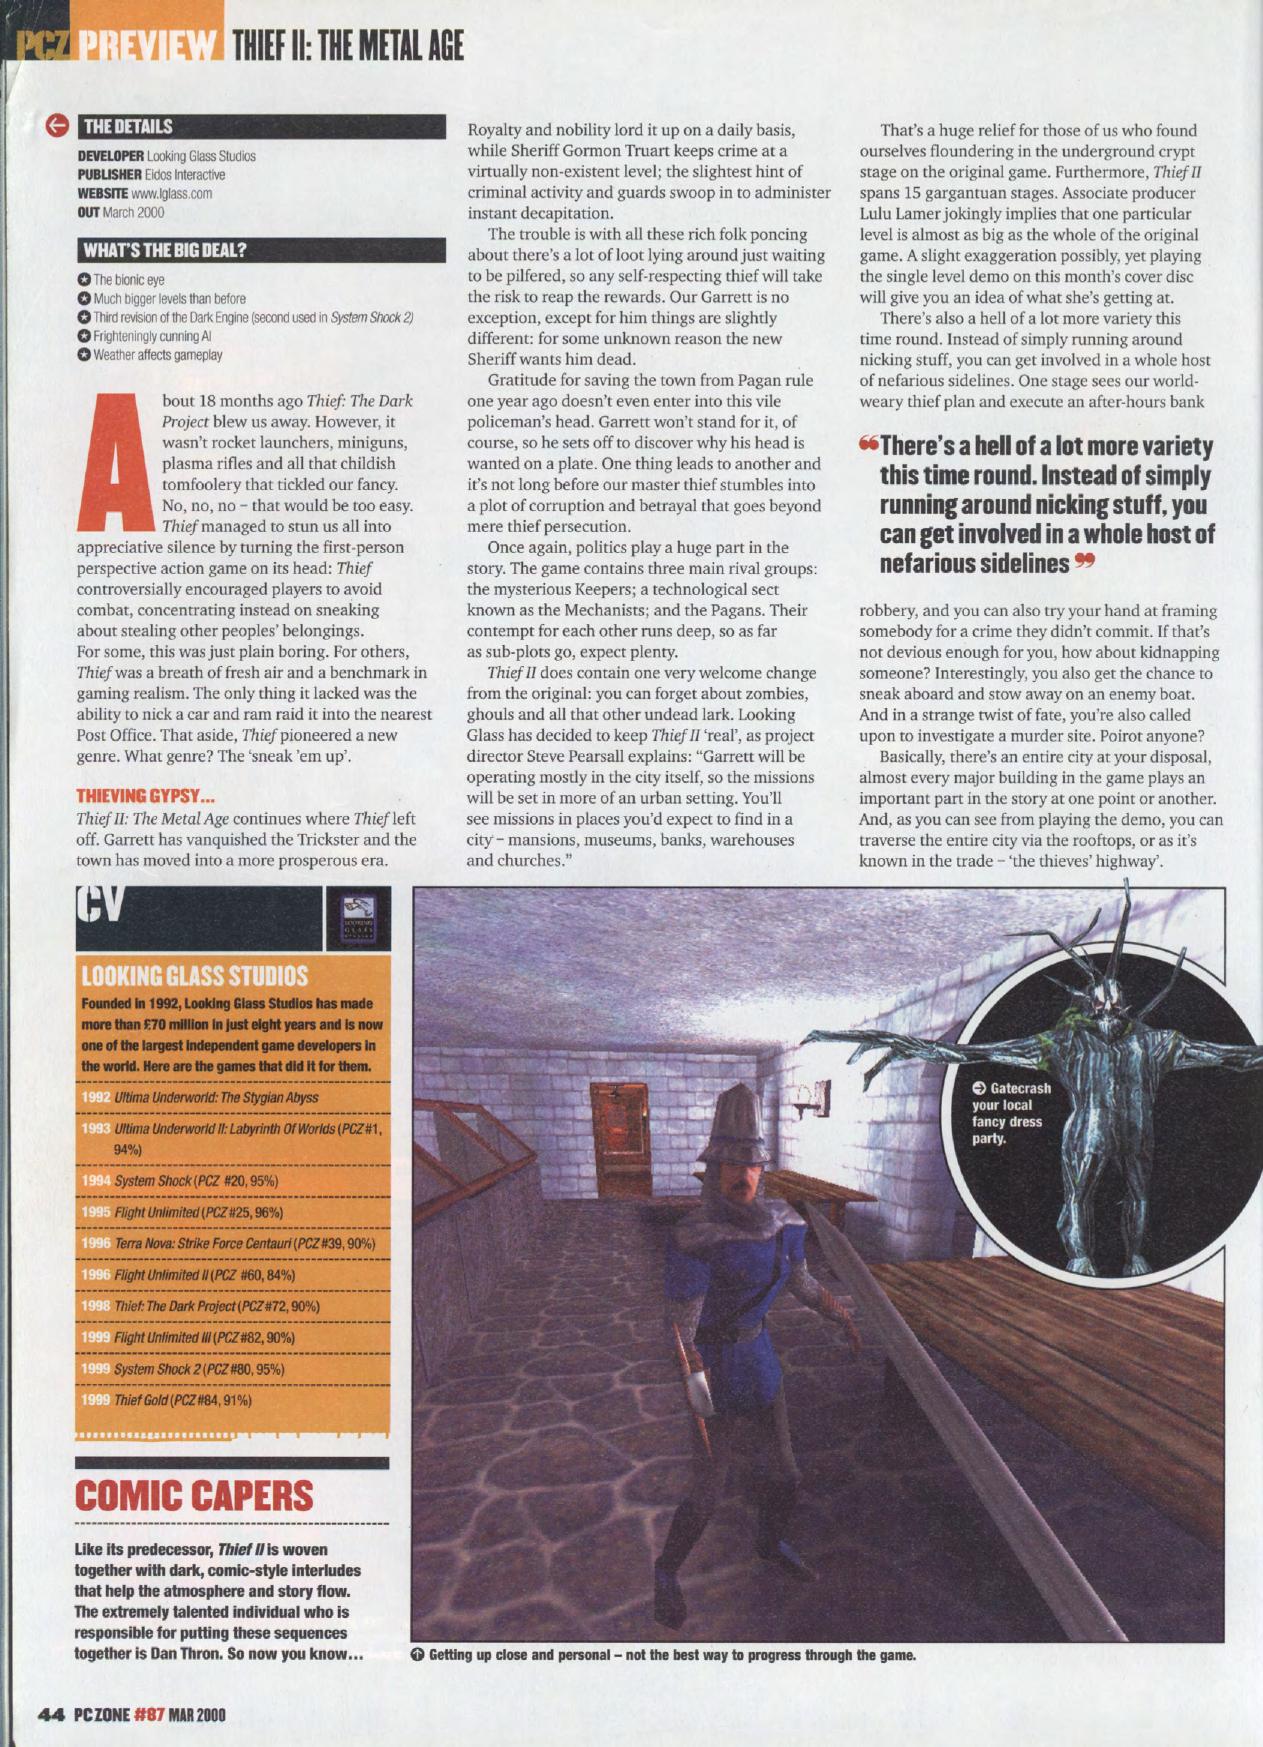 PCZ PREVIEW THIEF II: THE METAL AGE
THE DETAILS
DEVELOPER Looking Glass Studios
PUBLISHER Eidos Interactive
WEBSITE www.lglass.com
OUT March 2000
WHAT'S THE BIG DEAL?
The bionic eye
Much bigger levels than before
Third revision of the Dark Engine (second used in System Shock 2)
Frighteningly cunning AI
Weather affects gameplay
About 18 months ago Thief: The Dark
Project blew us away. However, it
wasn't rocket launchers, miniguns,
plasma rifles and all that childish
tomfoolery that tickled our fancy.
No, no, no – that would be too easy.
Thief managed to stun us all into
appreciative silence by turning the first-person
perspective action game on its head: Thief
controversially encouraged players to avoid
combat, concentrating instead on sneaking
about stealing other peoples' belongings.
For some, this was just plain boring. For others,
Thief was a breath of fresh air and a benchmark in
gaming realism. The only thing it lacked was the
ability to nick a car and ram raid it into the nearest
Post Office. That aside, Thief pioneered a new
genre. What genre? The 'sneak 'em up'.
THIEVING GYPSY...
Thief II: The Metal Age continues where Thief left
off. Garrett has vanquished the Trickster and the
town has moved into a more prosperous era.
Royalty and nobility lord it up on a daily basis,
while Sheriff Gormon Truart keeps crime at a
virtually non-existent level; the slightest hint of
criminal activity and guards swoop in to administer
instant decapitation.
The trouble is with all these rich folk poncing
about there's a lot of loot lying around just waiting
to be pilfered, so any self-respecting thief will take
the risk to reap the rewards. Our Garrett is no
exception, except for him things are slightly
different: for some unknown reason the new
Sheriff wants him dead.
Gratitude for saving the town from Pagan rule
one year ago doesn't even enter into this vile
policeman's head. Garrett won't stand for it, of
course, so he sets off to discover why his head is
wanted on a plate. One thing leads to another and
it's not long before our master thief stumbles into
a plot of corruption and betrayal that goes beyond
mere thief persecution.
Once again, politics play a huge part in the
story. The game contains three main rival groups:
the mysterious Keepers; a technological sect
known as the Mechanists; and the Pagans. Their
contempt for each other runs deep, so as far
as sub-plots go, expect plenty.
Thief II does contain one very welcome change
from the original: you can forget about zombies,
ghouls and all that other undead lark. Looking
Glass has decided to keep Thief II 'real', as project
director Steve Pearsall explains: "Garrett will be
operating mostly in the city itself, so the missions
will be set in more of an urban setting. You'll
see missions in places you'd expect to find in a
city – mansions, museums, banks, warehouses
and churches."
That's a huge relief for those of us who found
ourselves floundering in the underground crypt
stage on the original game. Furthermore, Thief II
spans 15 gargantuan stages. Associate producer
Lulu Lamer jokingly implies that one particular
level is almost as big as the whole of the original
game. A slight exaggeration possibly, yet playing
the single level demo on this month's cover disc
will give you an idea of what she's getting at.
There's also a hell of a lot more variety this
time round. Instead of simply running around
nicking stuff, you can get involved in a whole host
of nefarious sidelines. One stage sees our world-
weary thief plan and execute an after-hours bank
“There's a hell of a lot more variety
this time round. Instead of simply
running around nicking stuff, you
can get involved in a whole host of
nefarious sidelines”
robbery, and you can also try your hand at framing
somebody for a crime they didn't commit. If that's
not devious enough for you, how about kidnapping
someone? Interestingly, you also get the chance to
sneak aboard and stow away on an enemy boat.
And in a strange twist of fate, you're also called
upon to investigate a murder site. Poirot anyone?
Basically, there's an entire city at your disposal,
almost every major building in the game plays an
important part in the story at one point or another.
And, as you can see from playing the demo, you can
traverse the entire city via the rooftops, or as it's
known in the trade – 'the thieves' highway'.
CV
LOOKING
GLASS
STUDIOS
LOOKING GLASS STUDIOS
Founded in 1992, Looking Glass Studios has made
more than £70 million in just eight years and is now
one of the largest independent game developers in
the world. Here are the games that did it for them.
1992 Ultima Underworld: The Stygian Abyss
1993 Ultima Underworld II: Labyrinth Of Worlds (PCZ #1,
94%)
1994 System Shock (PCZ #20, 95%)
1995 Flight Unlimited (PCZ #25, 96%)
1996 Terra Nova: Strike Force Centauri (PCZ #39, 90%)
1996 Flight Unlimited II (PCZ #60, 84%)
1998 Thief: The Dark Project (PCZ #72, 90%)
1999 Flight Unlimited III (PCZ #82, 90%)
1999 System Shock 2 (PCZ #80, 95%)
1999 Thief Gold (PCZ #84, 91%)
COMIC CAPERS
Like its predecessor, Thief II is woven
together with dark, comic-style interludes
that help the atmosphere and story flow.
The extremely talented individual who is
responsible for putting these sequences
together is Dan Thron. So now you know...
Gatecrash
your local
fancy dress
party.
Getting up close and personal – not the best way to progress through the game.
44 PC ZONE #87 MAR 2000